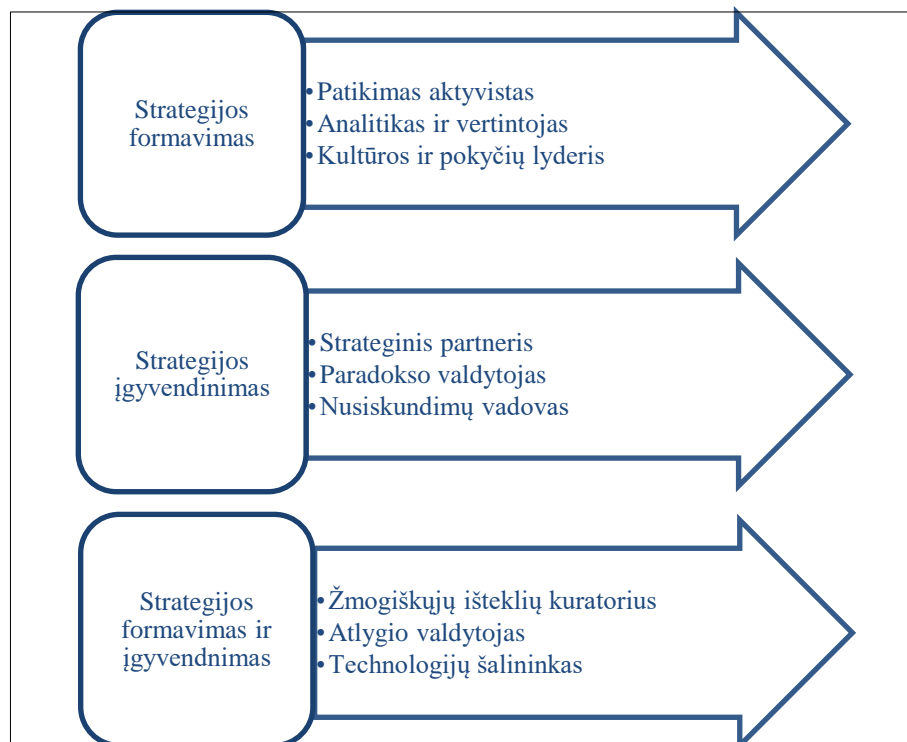 Strategijos
formavimas
•Patikimas aktyvistas
•Analitikas ir vertintojas
•Kultūros ir pokyčių lyderis
Strategijos
įgyvendinimas
•Strateginis partneris
•Paradokso valdytojas
•Nusiskundimų vadovas
Strategijos
formavimas ir
įgyvendnimas
•Žmogiškųjų išteklių kuratorius
•Atlygio valdytojas
•Technologijų šalininkas